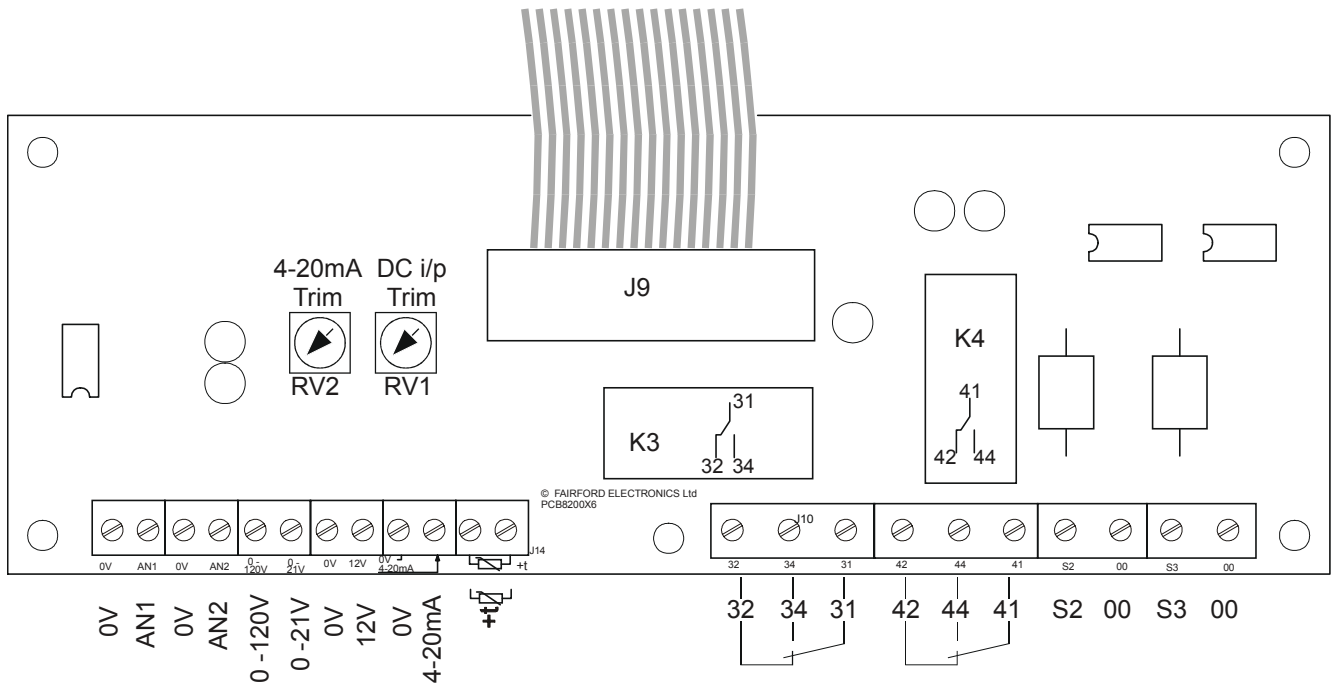 4-20mA DC i/p
Trim Trim
RV2 RV1
J9
K4
41
42 44
K3
31
32 34
© FAIRFORD ELECTRONICS Ltd
PCB8200X6
J10
J14
0V AN1 0V AN2 0 - 120V 0 - 21V 0V 12V 0V 4-20mA +t
32 34 31 42 44 41 S2 00 S3 00
0V AN1 0V AN2 0 -120V 0 -21V 0V 12V 0V 4-20mA +t
32 34 31 42 44 41 S2 00 S3 00